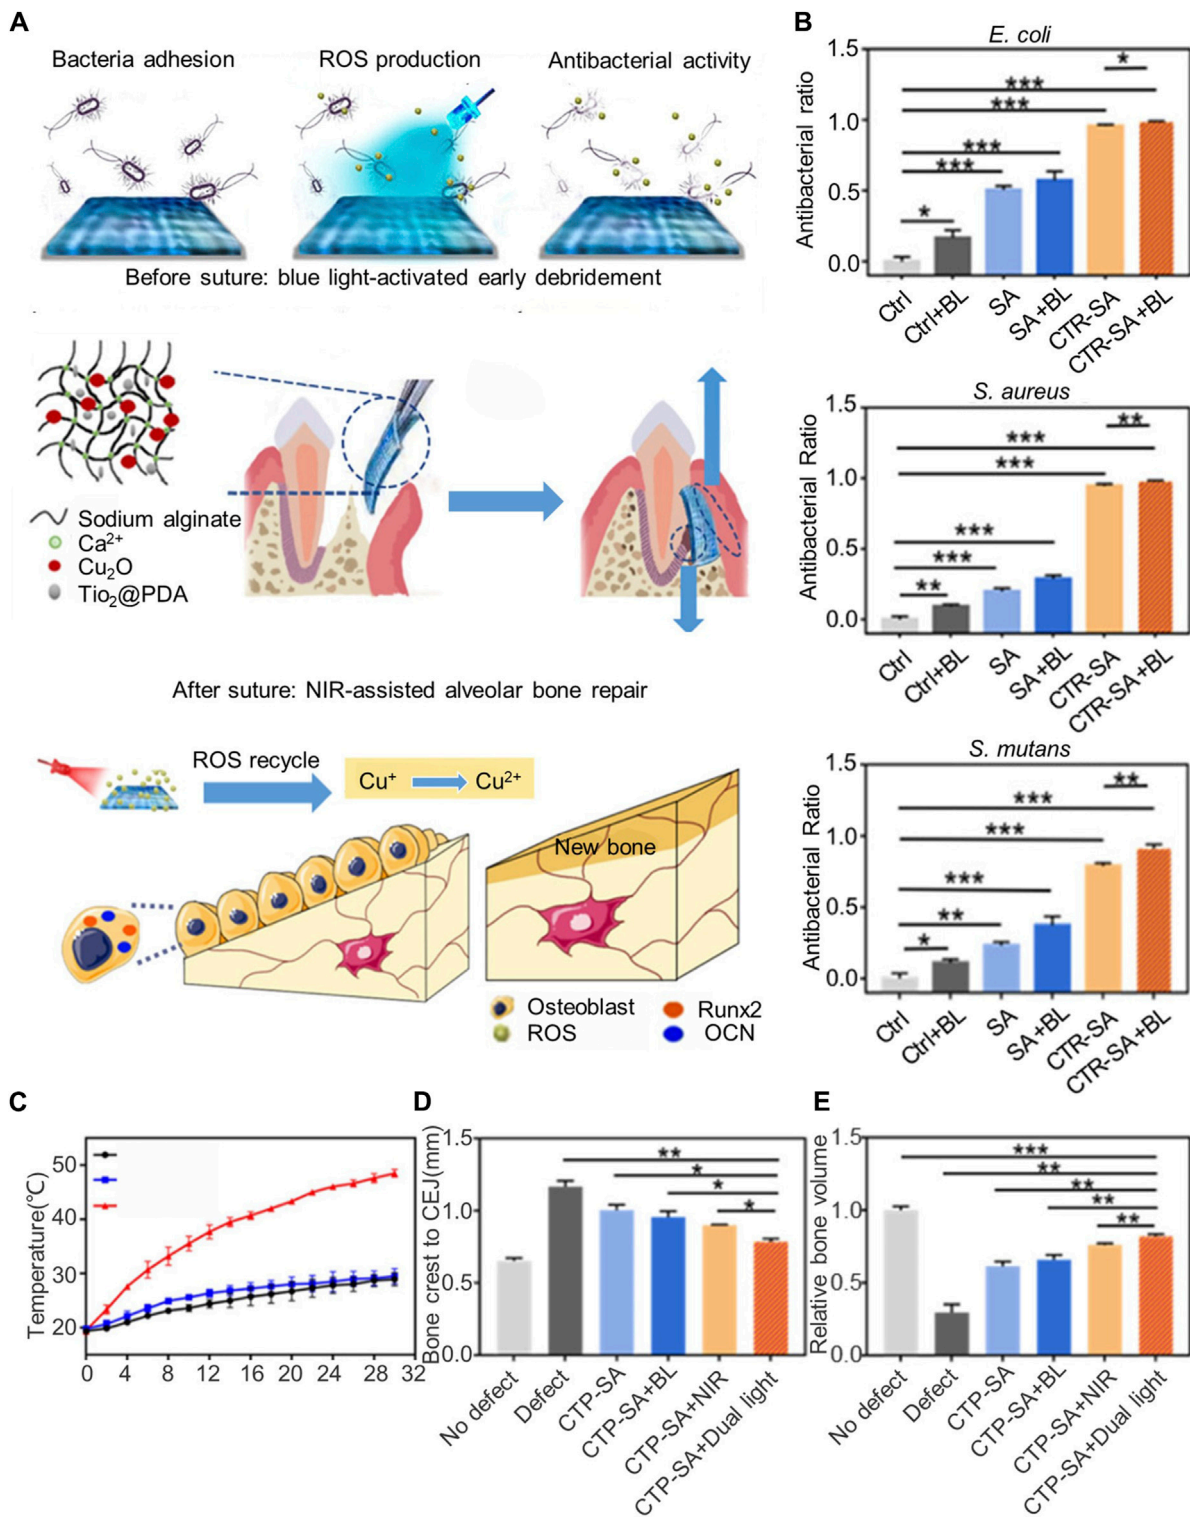 A
Bacteria adhesion
ROS production
Antibacterial activity
Before suture: blue light-activated early debridement
Sodium alginate
Ca²⁺
Cu₂O
Tio₂@PDA
After suture: NIR-assisted alveolar bone repair
ROS recycle
Cu⁺
Cu²⁺
New bone
Osteoblast
ROS
Runx2
OCN
B
E. coli
Antibacterial ratio
1.5
1.0
0.5
0.0
*
***
***
***
***
*
Ctrl
Ctrl+BL
SA
SA+BL
CTR-SA
CTR-SA+BL
S. aureus
Antibacterial Ratio
1.5
1.0
0.5
0.0
**
***
***
***
***
**
Ctrl
Ctrl+BL
SA
SA+BL
CTR-SA
CTR-SA+BL
S. mutans
Antibacterial Ratio
1.5
1.0
0.5
0.0
**
***
***
***
**
*
Ctrl
Ctrl+BL
SA
SA+BL
CTR-SA
CTR-SA+BL
C
Temperature(℃)
50
40
30
20
0 4 8 12 16 20 24 28 32
D
Bone crest to CEJ(mm)
1.5
1.0
0.5
0.0
**
*
*
*
No defect
Defect
CTP-SA
CTP-SA+BL
CTP-SA+NIR
CTP-SA+Dual light
E
Relative bone volume
1.5
1.0
0.5
0.0
***
**
**
**
**
No defect
Defect
CTP-SA
CTP-SA+BL
CTP-SA+NIR
CTP-SA+Dual light